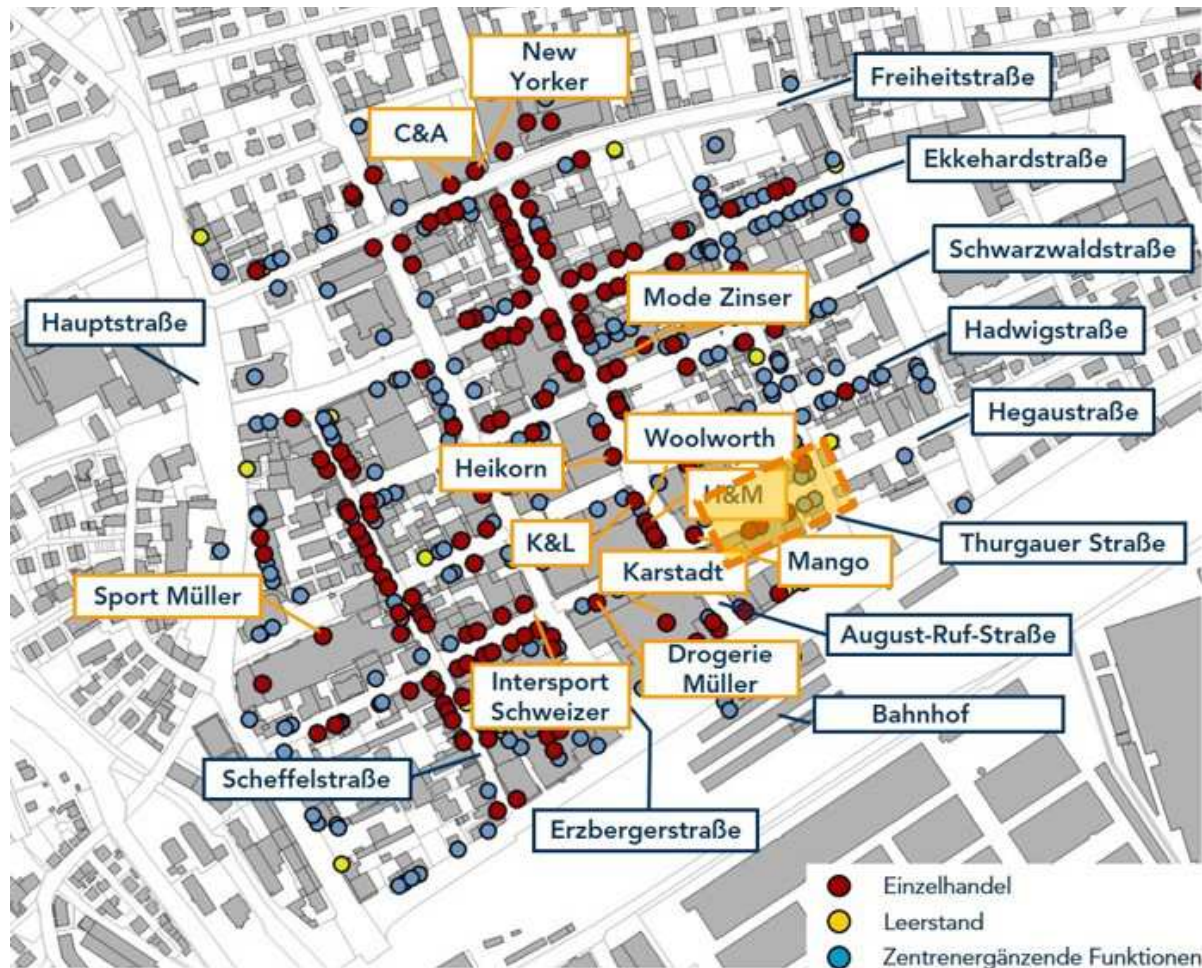 New
Yorker
Freiheitstraße
C&A
Ekkehardstraße
Schwarzwaldstraße
Mode Zinser
Hauptstraße
Hadwigstraße
Hegaustraße
Woolworth
Heikorn
H&M
K&L
Thurgauer Straße
Karstadt
Mango
Sport Müller
August-Ruf-Straße
Drogerie
Müller
Intersport
Schweizer
Bahnhof
Scheffelstraße
Erzbergerstraße
Einzelhandel
Leerstand
Zentrenergänzende Funktionen